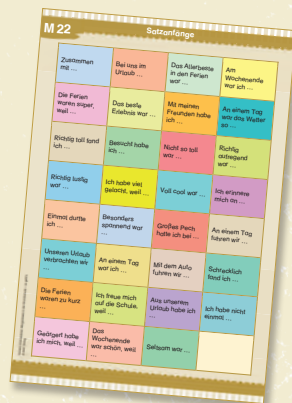 M 22
Satzanfänge
Zusammen
mit ...
Bei uns im
Urlaub ...
Das Allerbeste
in den Ferien
war ...
Am
Wochenende
war ich ...
Die Ferien
waren super,
weil ...
Das beste
Erlebnis war ...
Mit meinen
Freunden habe
ich ...
An einem Tag
war das Wetter
so ...
Richtig toll fand
ich ...
Besucht habe
ich ...
Nicht so toll
war ...
Richtig
aufregend
war ...
Richtig lustig
war ...
Ich habe viel
gelacht, weil ...
Voll cool war ...
Ich erinnere
mich an ...
Einmal durfte
ich ...
Besonders
spannend war
...
Großes Pech
hatte ich bei ...
An einem Tag
fuhren wir ...
Unseren Urlaub
verbrachten wir
...
An einem Tag
war ich ...
Mit dem Auto
fuhren wir ...
Schrecklich
fand ich ...
Die Ferien
waren zu kurz
...
Ich freue mich
auf die Schule,
weil ...
Aus unserem
Urlaub habe ich
...
Ich habe nicht
einmal ...
Geärgert habe
ich mich, weil ...
Das
Wochenende
war schön, weil
...
Seltsam war ...